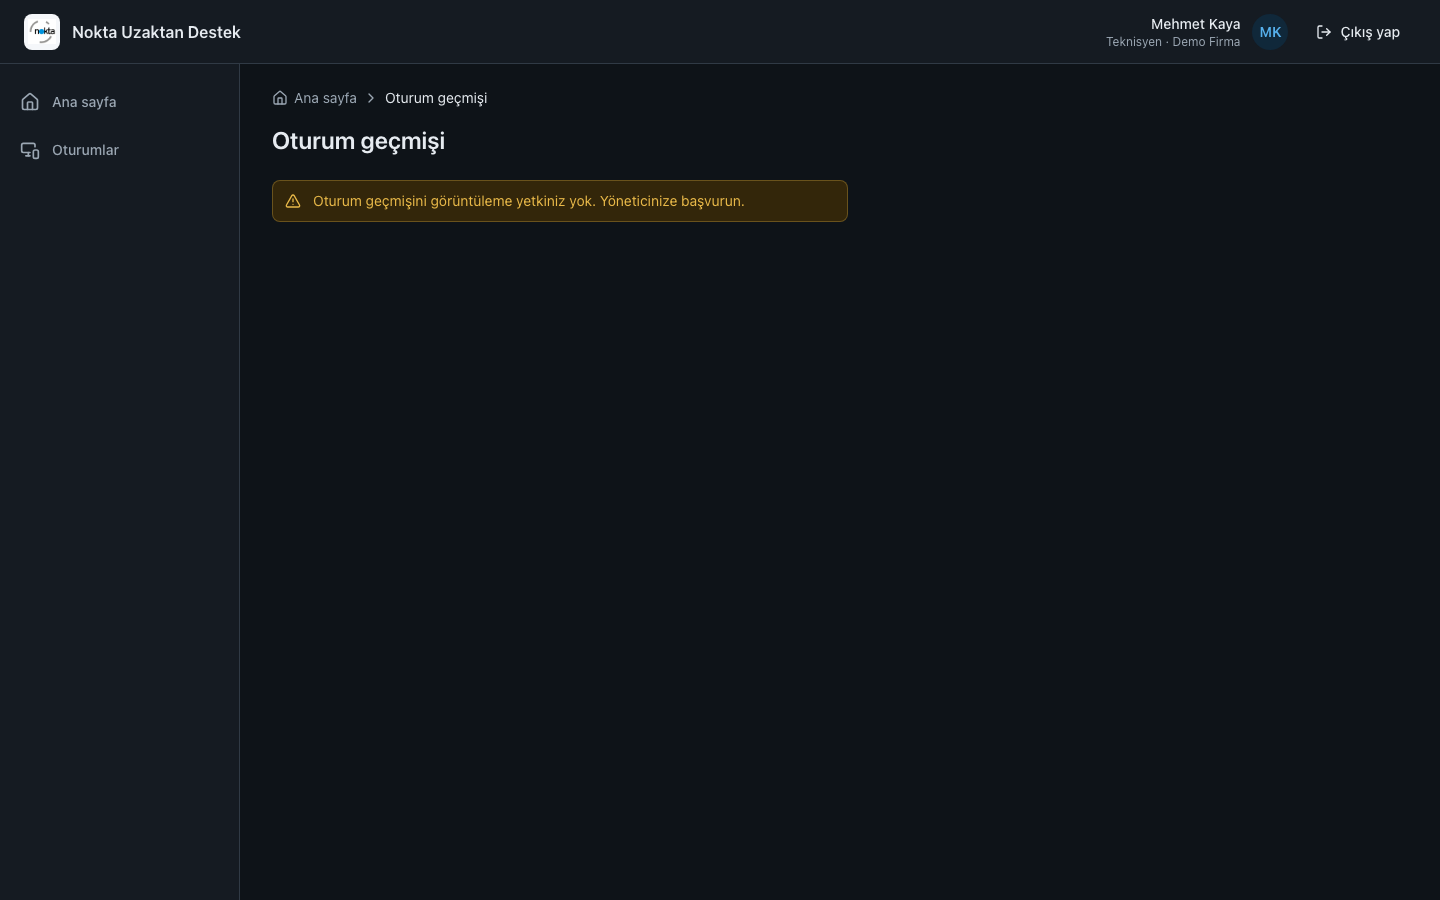 nokta
Nokta Uzaktan Destek
Mehmet Kaya
Teknisyen · Demo Firma
MK
Çıkış yap
Ana sayfa
Oturumlar
Ana sayfa
Oturum geçmişi
Oturum geçmişi
Oturum geçmişini görüntüleme yetkiniz yok. Yöneticinize başvurun.